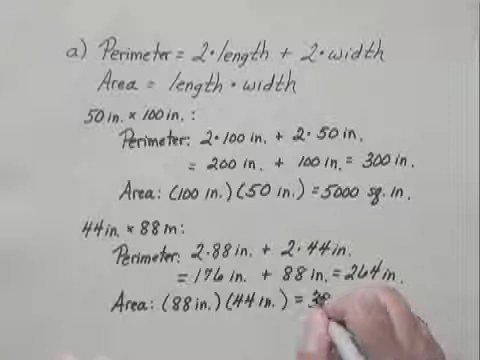 a) Perimeter = 2·length + 2·width
Area = length·width
50 in. × 100 in.:
Perimeter: 2·100 in. + 2·50 in.
= 200 in. + 100 in. = 300 in.
Area: (100 in.)(50 in.) = 5000 sq. in.
44 in. × 88 m:
Perimeter: 2·88 in. + 2·44 in.
= 176 in. + 88 in. = 264 in.
Area: (88 in.)(44 in.) = 38